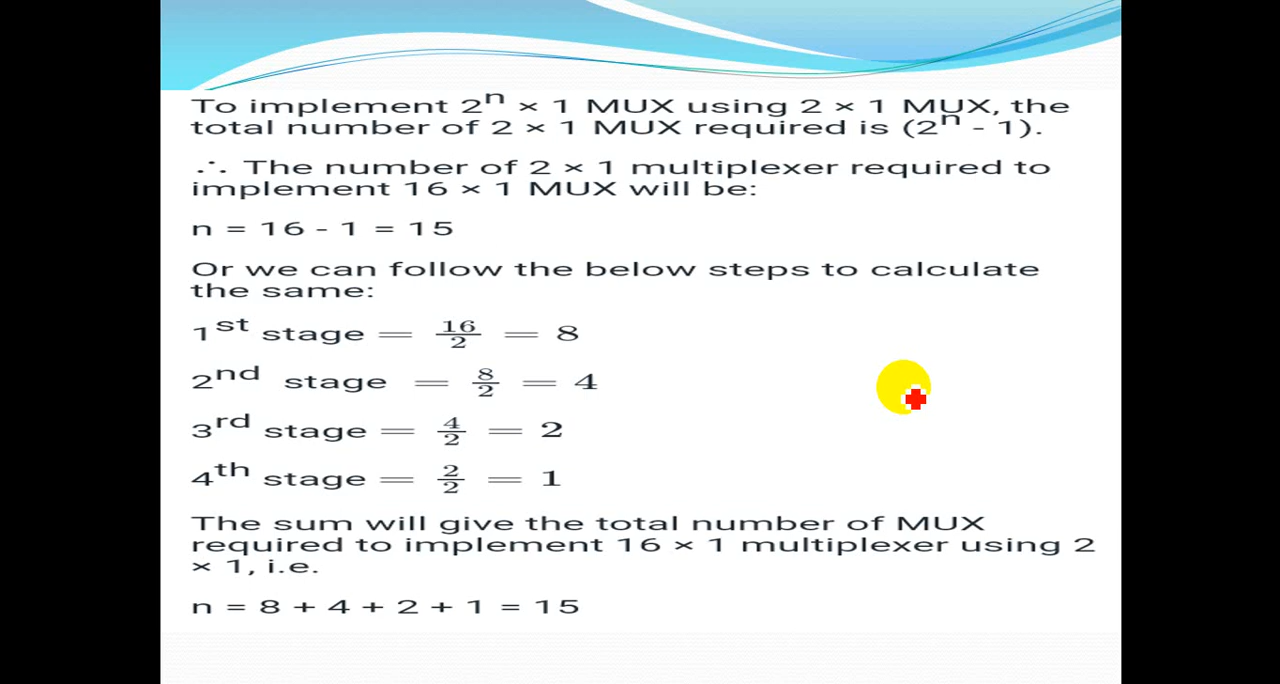 To implement 2ⁿ × 1 MUX using 2 × 1 MUX, the
total number of 2 × 1 MUX required is (2ⁿ - 1).
∴ The number of 2 × 1 multiplexer required to
implement 16 × 1 MUX will be:
n = 16 - 1 = 15
Or we can follow the below steps to calculate
the same:
1ˢᵗ stage = 16/2 = 8
2ⁿᵈ stage = 8/2 = 4
3ʳᵈ stage = 4/2 = 2
4ᵗʰ stage = 2/2 = 1
The sum will give the total number of MUX
required to implement 16 × 1 multiplexer using 2
× 1, i.e.
n = 8 + 4 + 2 + 1 = 15